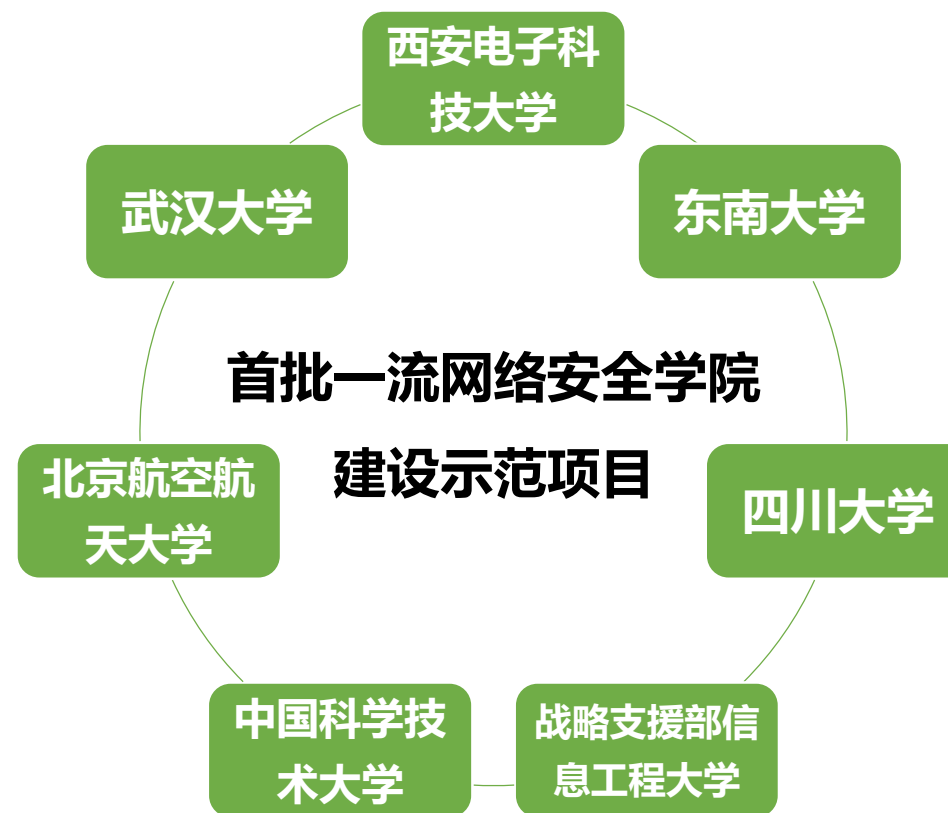 西安电子科
技大学
武汉大学
东南大学
首批一流网络安全学院
建设示范项目
北京航空航
天大学
四川大学
中国科学技
术大学
战略支援部信
息工程大学